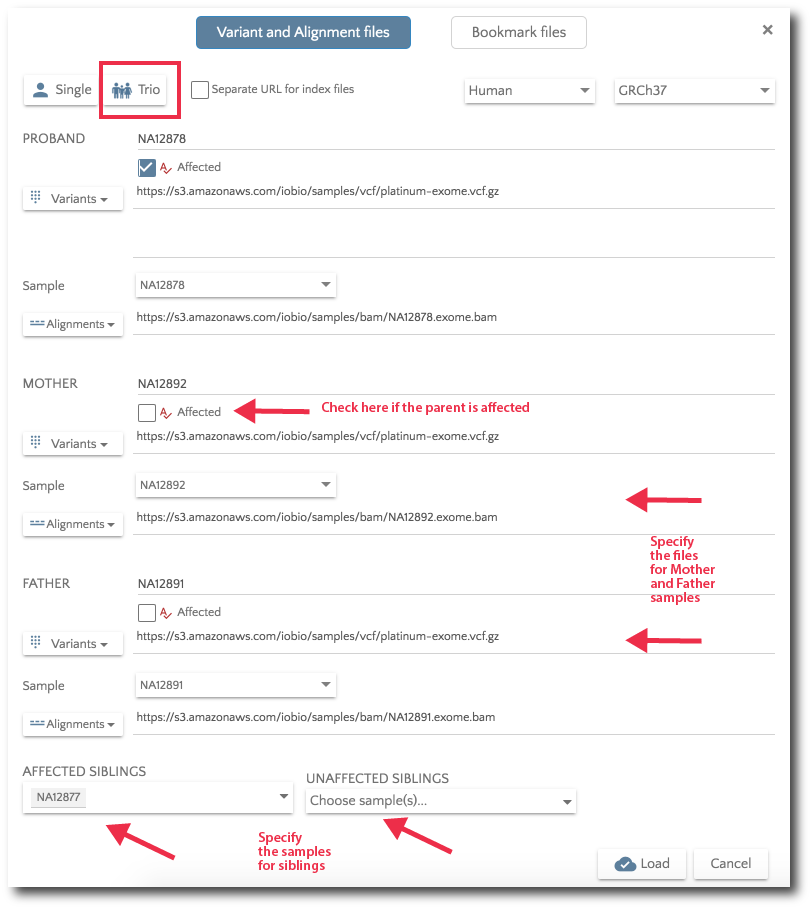 Variant and Alignment files
Bookmark files
×
Single
Trio
Separate URL for index files
Human
GRCh37
PROBAND
NA12878
Affected
Variants
https://s3.amazonaws.com/iobio/samples/vcf/platinum-exome.vcf.gz
Sample
NA12878
Alignments
https://s3.amazonaws.com/iobio/samples/bam/NA12878.exome.bam
MOTHER
NA12892
Affected
Check here if the parent is affected
Variants
https://s3.amazonaws.com/iobio/samples/vcf/platinum-exome.vcf.gz
Sample
NA12892
Alignments
https://s3.amazonaws.com/iobio/samples/bam/NA12892.exome.bam
Specify
the files
for Mother
and Father
samples
FATHER
NA12891
Affected
Variants
https://s3.amazonaws.com/iobio/samples/vcf/platinum-exome.vcf.gz
Sample
NA12891
Alignments
https://s3.amazonaws.com/iobio/samples/bam/NA12891.exome.bam
AFFECTED SIBLINGS
NA12877
UNAFFECTED SIBLINGS
Choose sample(s)...
Specify
the samples
for siblings
Load
Cancel